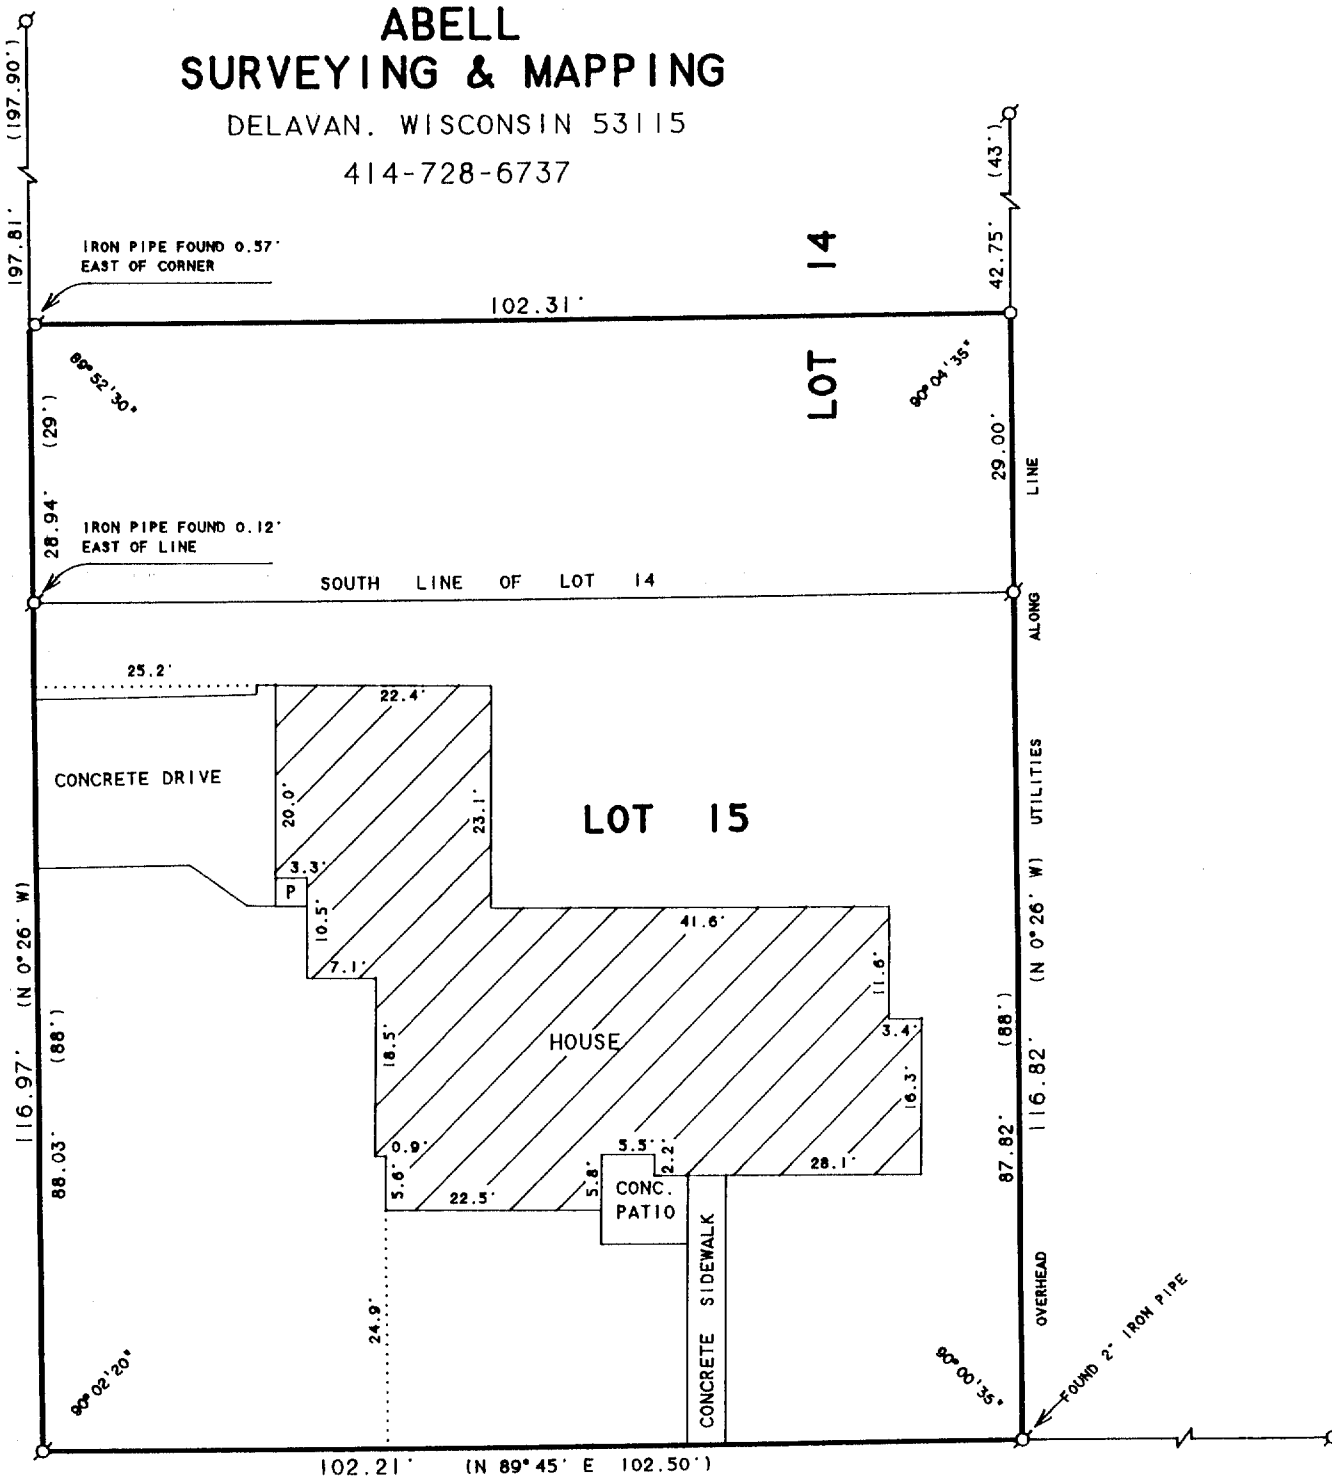 ABELL
SURVEYING & MAPPING
DELAVAN, WISCONSIN 53115
414-728-6737
(197.90')
197.81'
(43')
42.75'
IRON PIPE FOUND 0.57'
EAST OF CORNER
102.31'
LOT 14
89°52'30"
90°04'35"
(29')
28.94'
29.00'
IRON PIPE FOUND 0.12'
EAST OF LINE
SOUTH LINE OF LOT 14
OVERHEAD UTILITIES ALONG LINE
25.2'
22.4'
CONCRETE DRIVE
20.0'
23.1'
LOT 15
3.3'
P
10.5'
7.1'
41.6'
11.6'
3.4'
18.5'
HOUSE
16.3'
0.9'
5.6'
22.5'
5.5'
2.2'
5.8'
28.1'
CONC.
PATIO
CONCRETE SIDEWALK
24.9'
116.97' (N 0°26' W)
88.03' (88')
87.82' (88')
116.82' (N 0°26' W)
90°02'20"
90°00'35"
FOUND 2" IRON PIPE
102.21' (N 89°45' E 102.50')